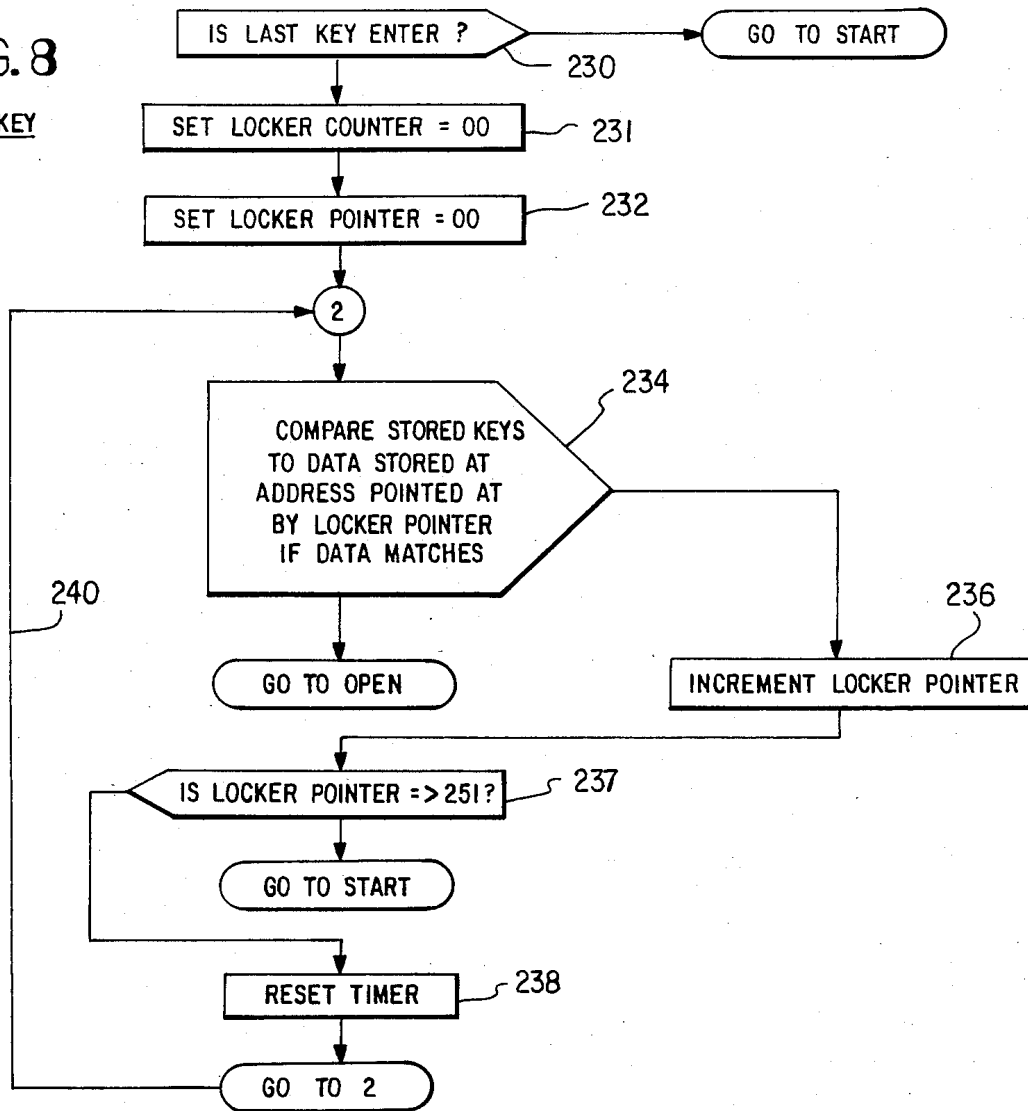 G. 8
KEY
IS LAST KEY ENTER ?
230
GO TO START
SET LOCKER COUNTER = 00
231
SET LOCKER POINTER = 00
232
2
234
COMPARE STORED KEYS
TO DATA STORED AT
ADDRESS POINTED AT
BY LOCKER POINTER
IF DATA MATCHES
240
236
GO TO OPEN
INCREMENT LOCKER POINTER
IS LOCKER POINTER =>251?
237
GO TO START
RESET TIMER
238
GO TO 2